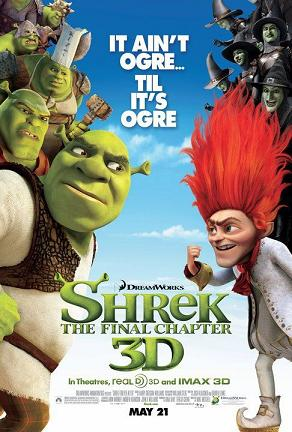 IT AIN'T
OGRE...
TIL
IT'S
OGRE
DREAMWORKS
SHREK
THE FINAL CHAPTER
3D
In Theatres, REAL D 3D and IMAX 3D
MAY 21